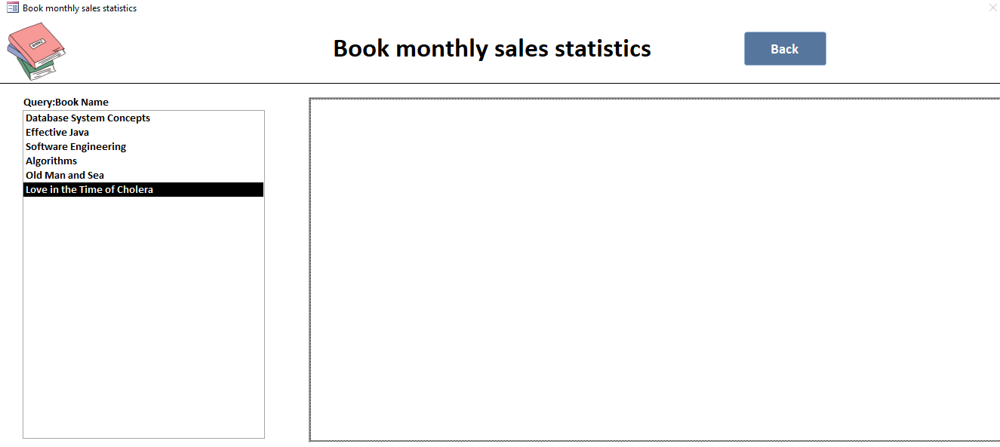 Book monthly sales statistics
Book monthly sales statistics
Back
Query:Book Name
Database System Concepts
Effective Java
Software Engineering
Algorithms
Old Man and Sea
Love in the Time of Cholera